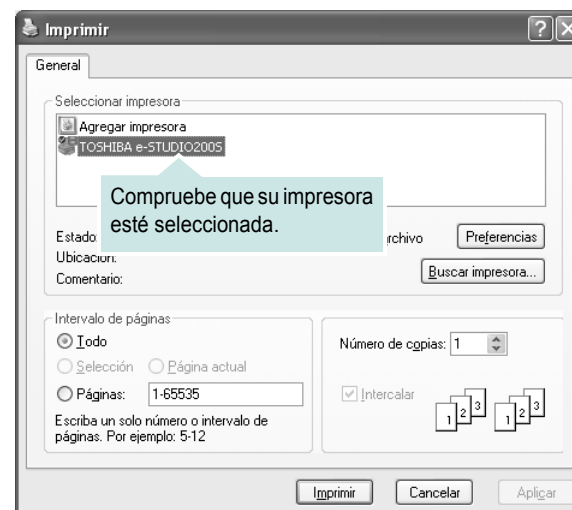 Imprimir
General
Seleccionar impresora
Agregar impresora
TOSHIBA e-STUDIO200S
Compruebe que su impresora
esté seleccionada.
Estado
rchivo
Preferencias
Ubicación:
Comentario:
Buscar impresora...
Intervalo de páginas
Todo
Selección Página actual
Páginas: 1-65535
Escriba un solo número o intervalo de
páginas. Por ejemplo: 5-12
Número de copias: 1
Intercalar
1 2 3 1 2 3
Imprimir Cancelar Aplicar